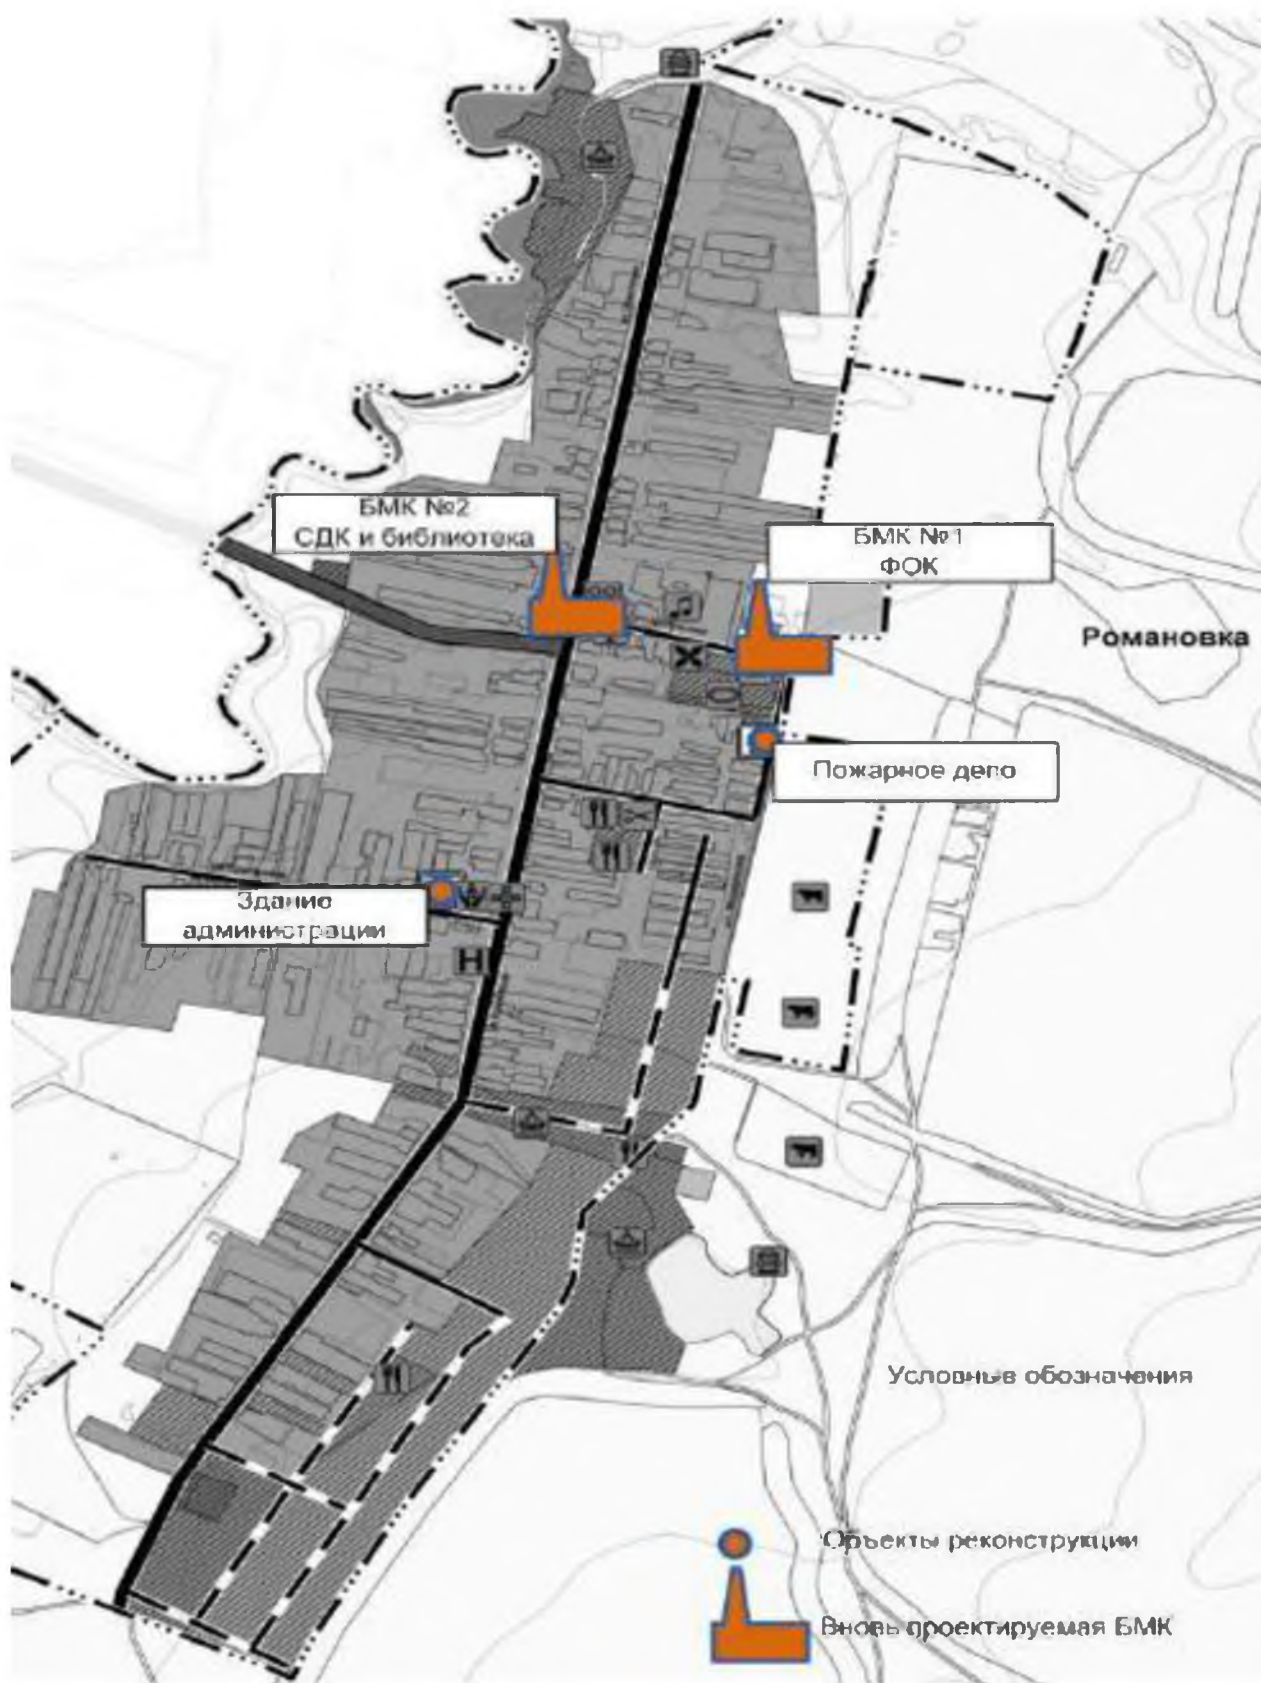 БМК №2
СДК и библиотека
БМК №1
ФОК
Романовка
Пожарное депо
Здание
администрации
Н
Условные обозначения
Объекты реконструкции
Вновь проектируемая БМК